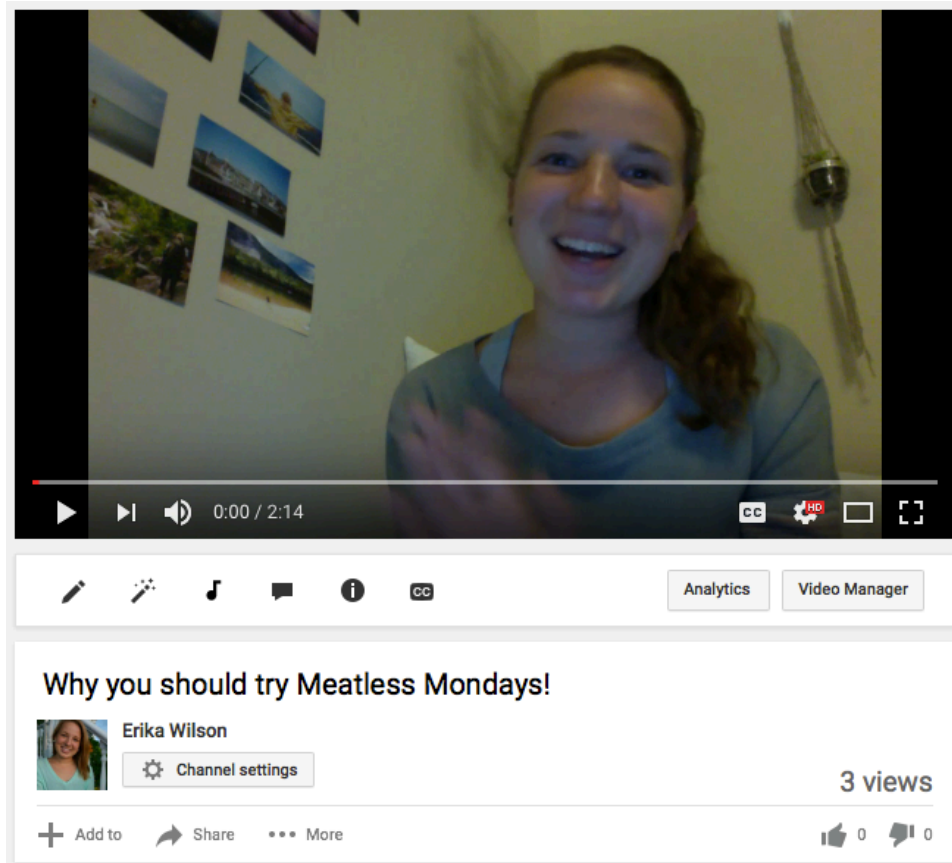 0:00 / 2:14
CC
HD
CC
Analytics
Video Manager
Why you should try Meatless Mondays!
Erika Wilson
Channel settings
3 views
Add to
Share
More
0
0